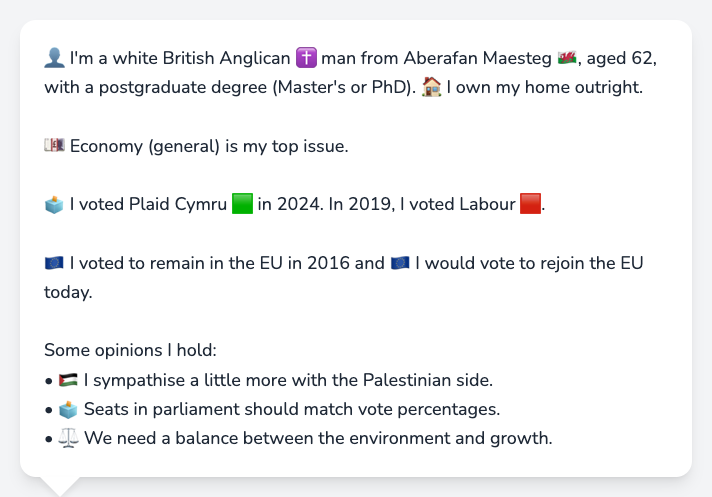 👤 I'm a white British Anglican ✝️ man from Aberafan Maesteg 🏴󠁧󠁢󠁷󠁬󠁳󠁿, aged 62,
with a postgraduate degree (Master's or PhD). 🏠 I own my home outright.
💷 Economy (general) is my top issue.
🗳️ I voted Plaid Cymru 🟩 in 2024. In 2019, I voted Labour 🟥.
🇪🇺 I voted to remain in the EU in 2016 and 🇪🇺 I would vote to rejoin the EU
today.
Some opinions I hold:
• 🇵🇸 I sympathise a little more with the Palestinian side.
• 🗳️ Seats in parliament should match vote percentages.
• ⚖️ We need a balance between the environment and growth.